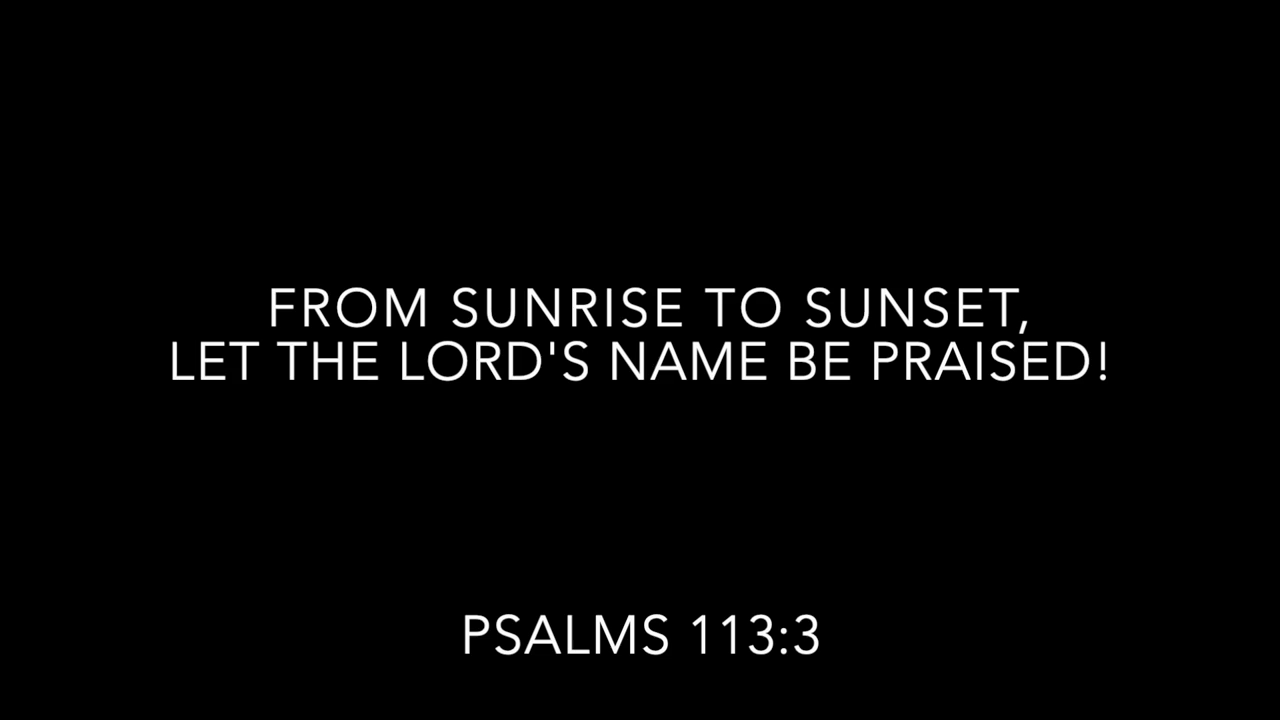 FROM SUNRISE TO SUNSET,
LET THE LORD'S NAME BE PRAISED!
PSALMS 113:3